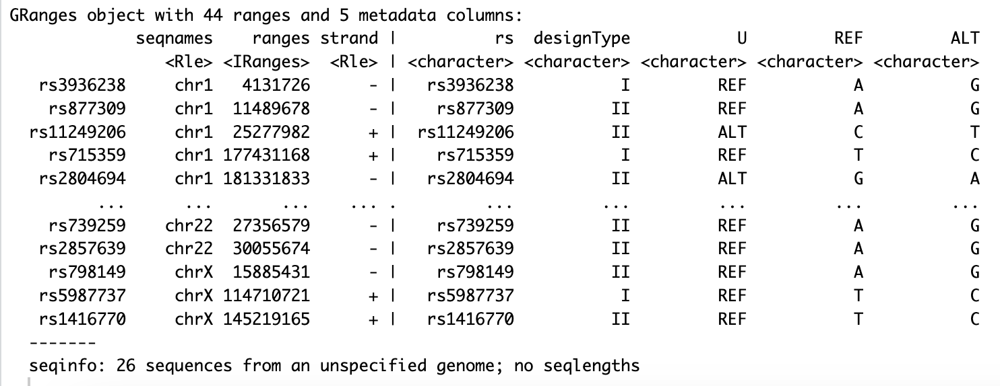 GRanges object with 44 ranges and 5 metadata columns:
seqnames ranges strand | rs designType U REF ALT
<Rle> <IRanges> <Rle> | <character> <character> <character> <character> <character>
rs3936238 chr1 4131726 - | rs3936238 I REF A G
rs877309 chr1 11489678 - | rs877309 II REF A G
rs11249206 chr1 25277982 + | rs11249206 II ALT C T
rs715359 chr1 177431168 + | rs715359 I REF T C
rs2804694 chr1 181331833 - | rs2804694 II ALT G A
... ... ... ... . ... ... ... ... ...
rs739259 chr22 27356579 - | rs739259 II REF A G
rs2857639 chr22 30055674 - | rs2857639 II REF A G
rs798149 chrX 15885431 - | rs798149 II REF A G
rs5987737 chrX 114710721 + | rs5987737 I REF T C
rs1416770 chrX 145219165 + | rs1416770 II REF T C
-------
seqinfo: 26 sequences from an unspecified genome; no seqlengths